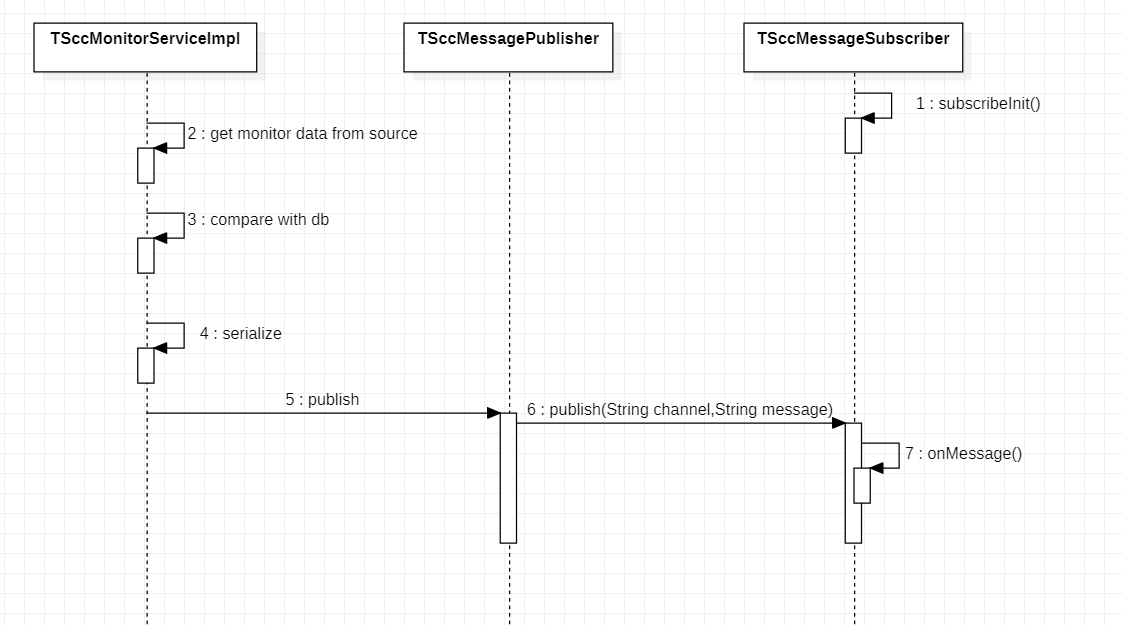 TSccMonitorServiceImpl
TSccMessagePublisher
TSccMessageSubscriber
1 : subscribeInit()
2 : get monitor data from source
3 : compare with db
4 : serialize
5 : publish
6 : publish(String channel,String message)
7 : onMessage()